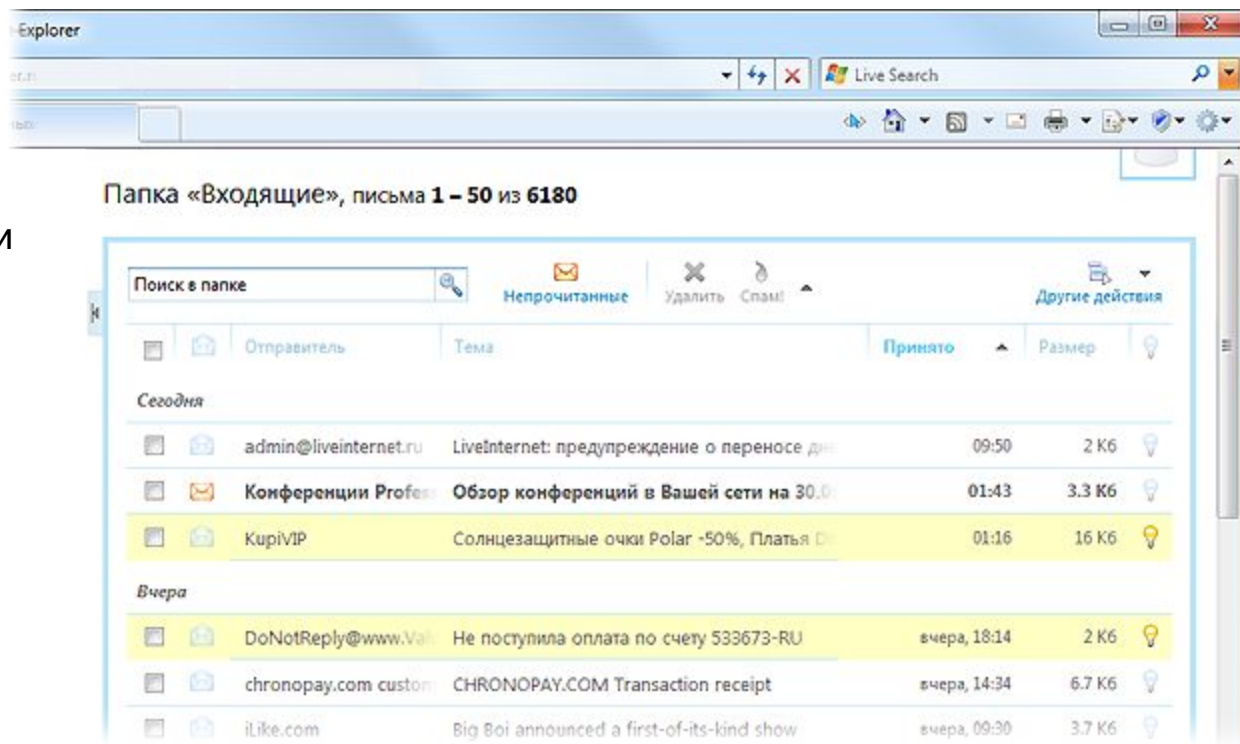 Explorer
Live Search
Папка «Входящие», письма 1 – 50 из 6180
и
Поиск в папке
Непрочитанные
Удалить
Спам!
Другие действия
Отправитель Тема Принято Размер
Сегодня
admin@liveinternet.ru LiveInternet: предупреждение о переносе 09:50 2 Кб
Конференции Profes Обзор конференций в Вашей сети на 30.0 01:43 3.3 Кб
KupiVIP Солнцезащитные очки Polar -50%, Платья 01:16 16 Кб
Вчера
DoNotReply@www.Val Не поступила оплата по счету 533673-RU вчера, 18:14 2 Кб
chronopay.com custom CHRONOPAY.COM Transaction receipt вчера, 14:34 6.7 Кб
iLike.com Big Boi announced a first-of-its-kind show вчера, 09:30 3.7 Кб